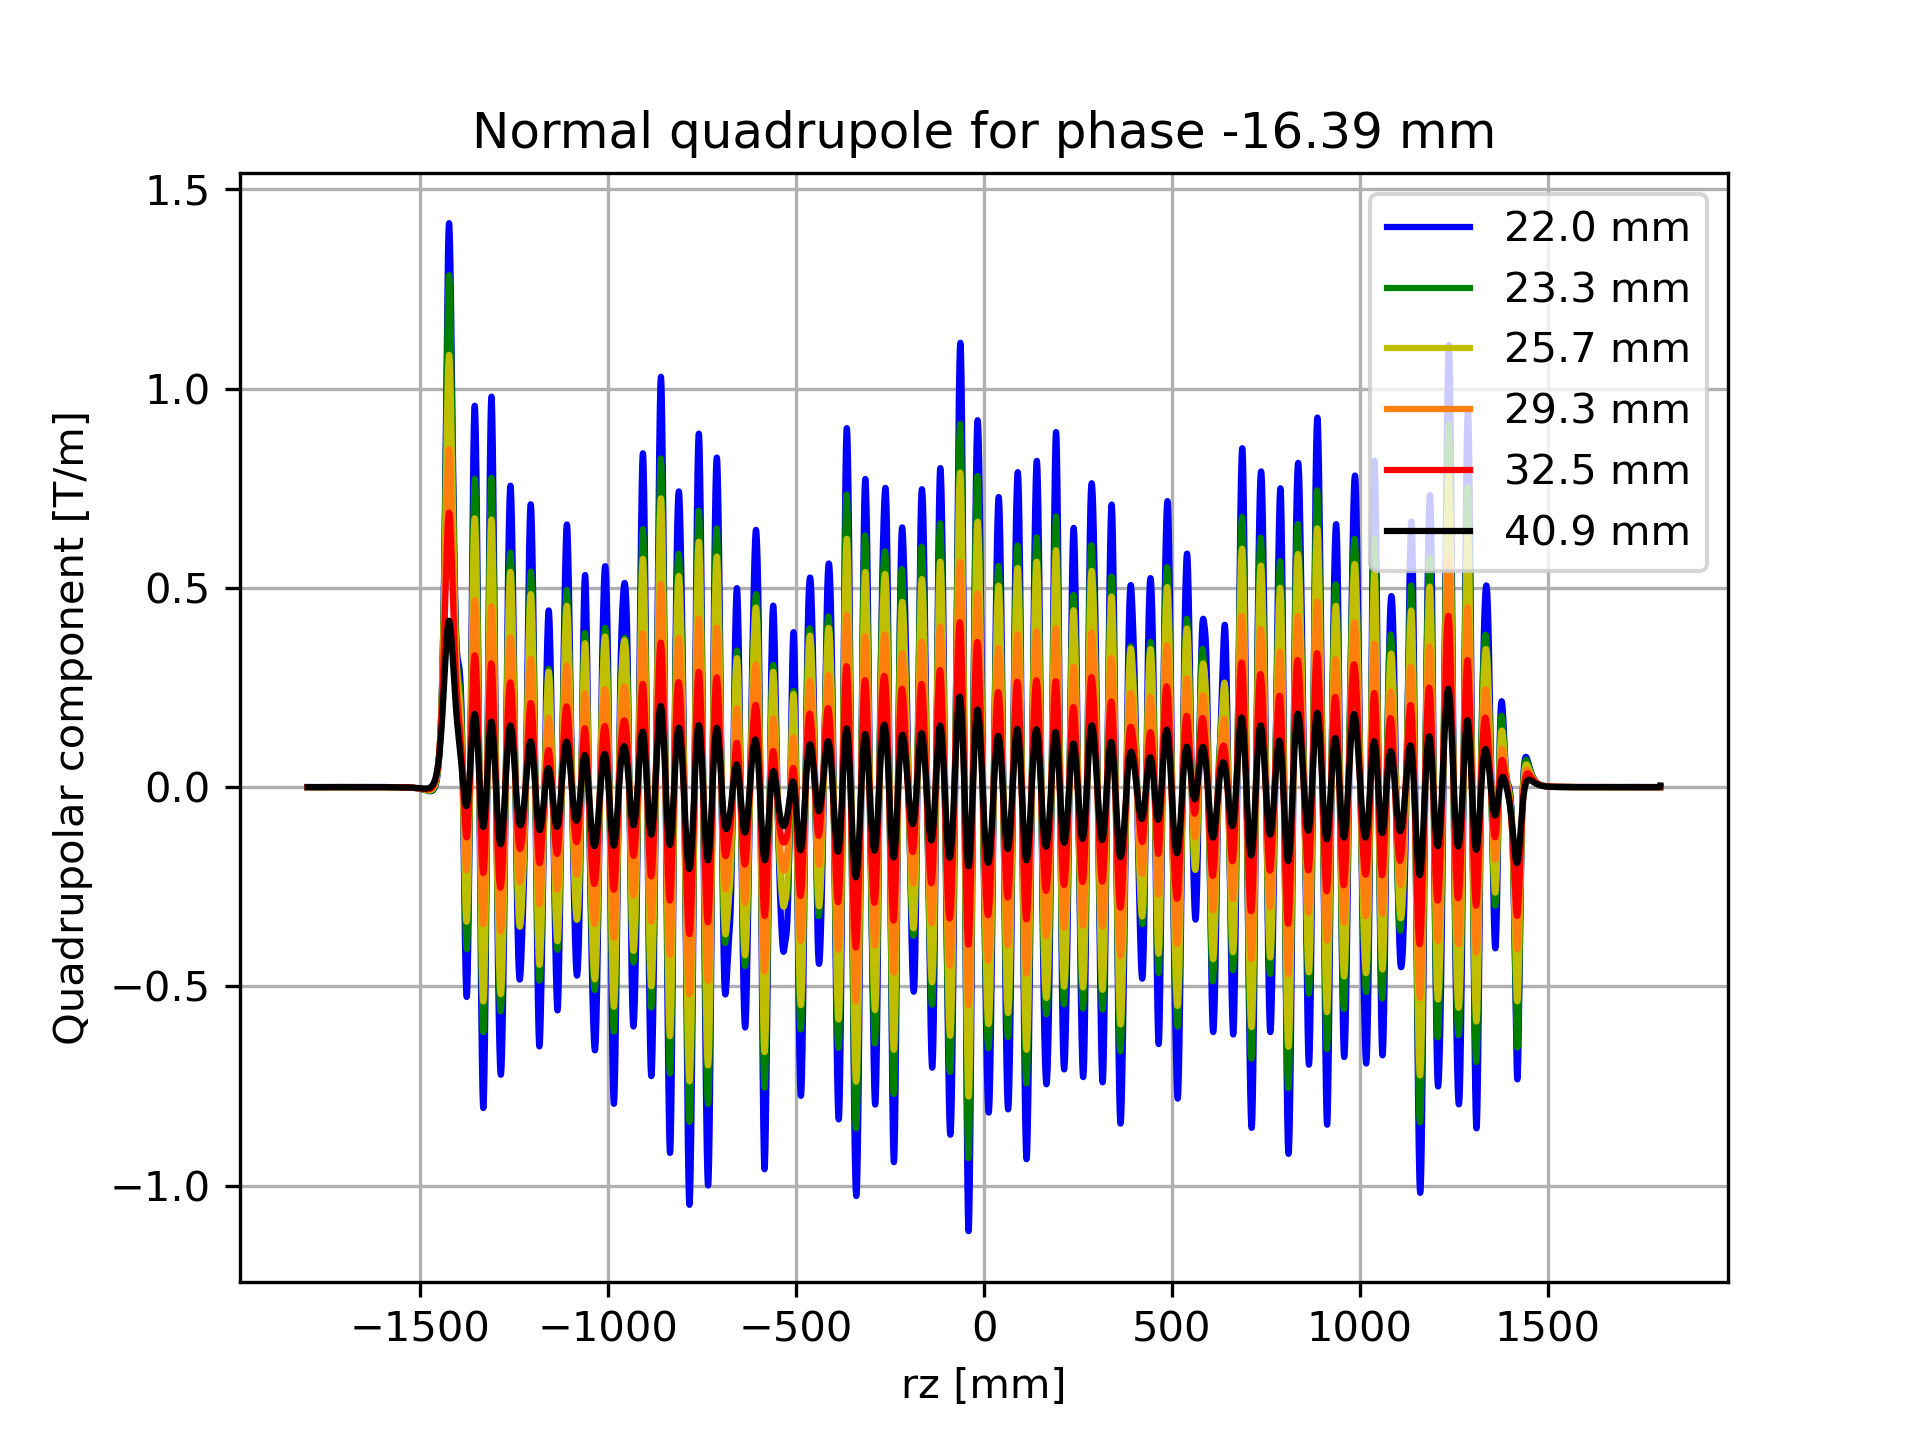 Normal quadrupole for phase -16.39 mm
Quadrupolar component [T/m]
1.5
1.0
0.5
0.0
−0.5
−1.0
22.0 mm
23.3 mm
25.7 mm
29.3 mm
32.5 mm
40.9 mm
−1500 −1000 −500 0 500 1000 1500
rz [mm]